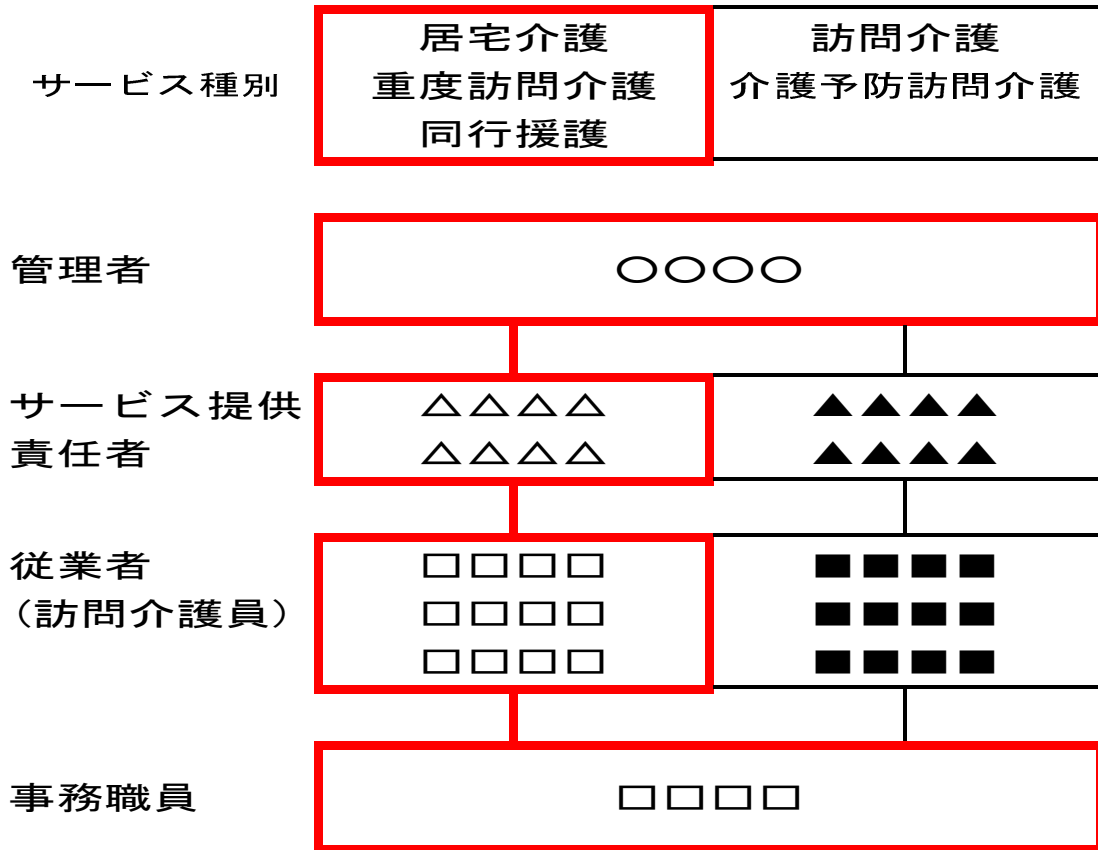 サービス種別
居宅介護
重度訪問介護
同行援護
訪問介護
介護予防訪問介護
管理者
○○○○
サービス提供
責任者
△△△△
△△△△
▲▲▲▲
▲▲▲▲
従業者
（訪問介護員）
□□□□
□□□□
□□□□
■■■■
■■■■
■■■■
事務職員
□□□□